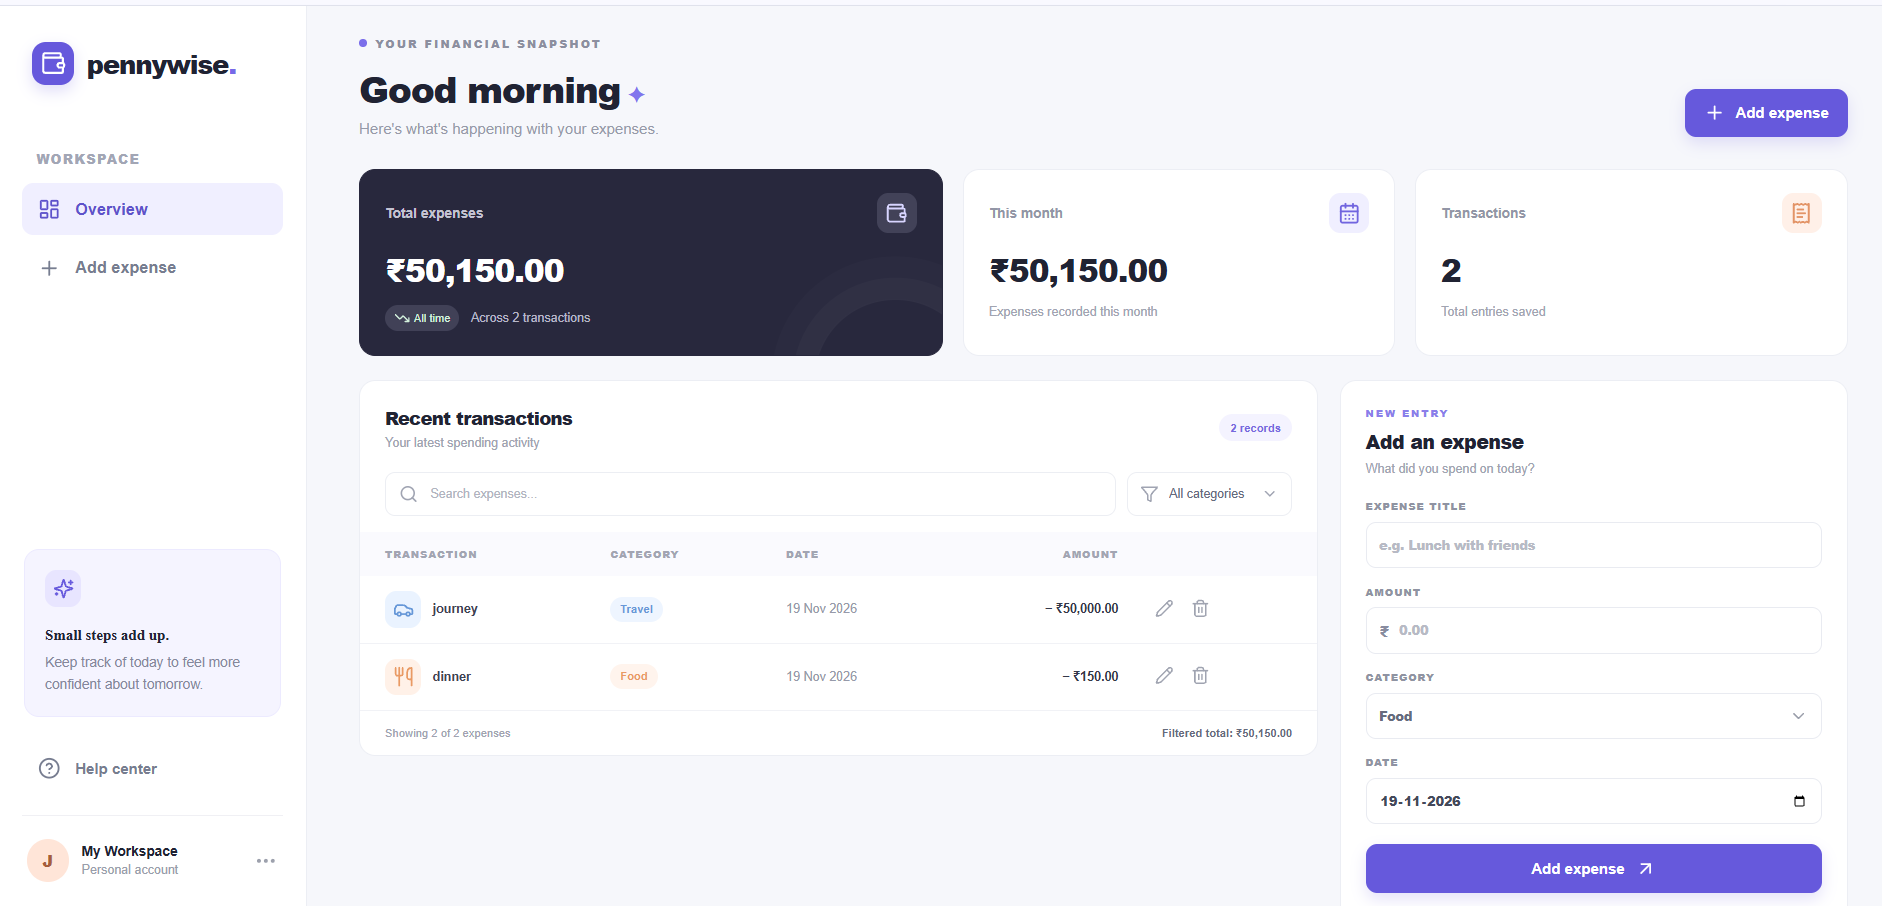 pennywise.
WORKSPACE
Overview
Add expense
Small steps add up.
Keep track of today to feel more
confident about tomorrow.
Help center
J
My Workspace
Personal account
YOUR FINANCIAL SNAPSHOT
Good morning
Here's what's happening with your expenses.
Add expense
Total expenses
₹50,150.00
All time
Across 2 transactions
This month
₹50,150.00
Expenses recorded this month
Transactions
2
Total entries saved
Recent transactions
Your latest spending activity
2 records
Search expenses...
All categories
TRANSACTION CATEGORY DATE AMOUNT
journey Travel 19 Nov 2026 − ₹50,000.00
dinner Food 19 Nov 2026 − ₹150.00
Showing 2 of 2 expenses
Filtered total: ₹50,150.00
NEW ENTRY
Add an expense
What did you spend on today?
EXPENSE TITLE
e.g. Lunch with friends
AMOUNT
₹ 0.00
CATEGORY
Food
DATE
19-11-2026
Add expense